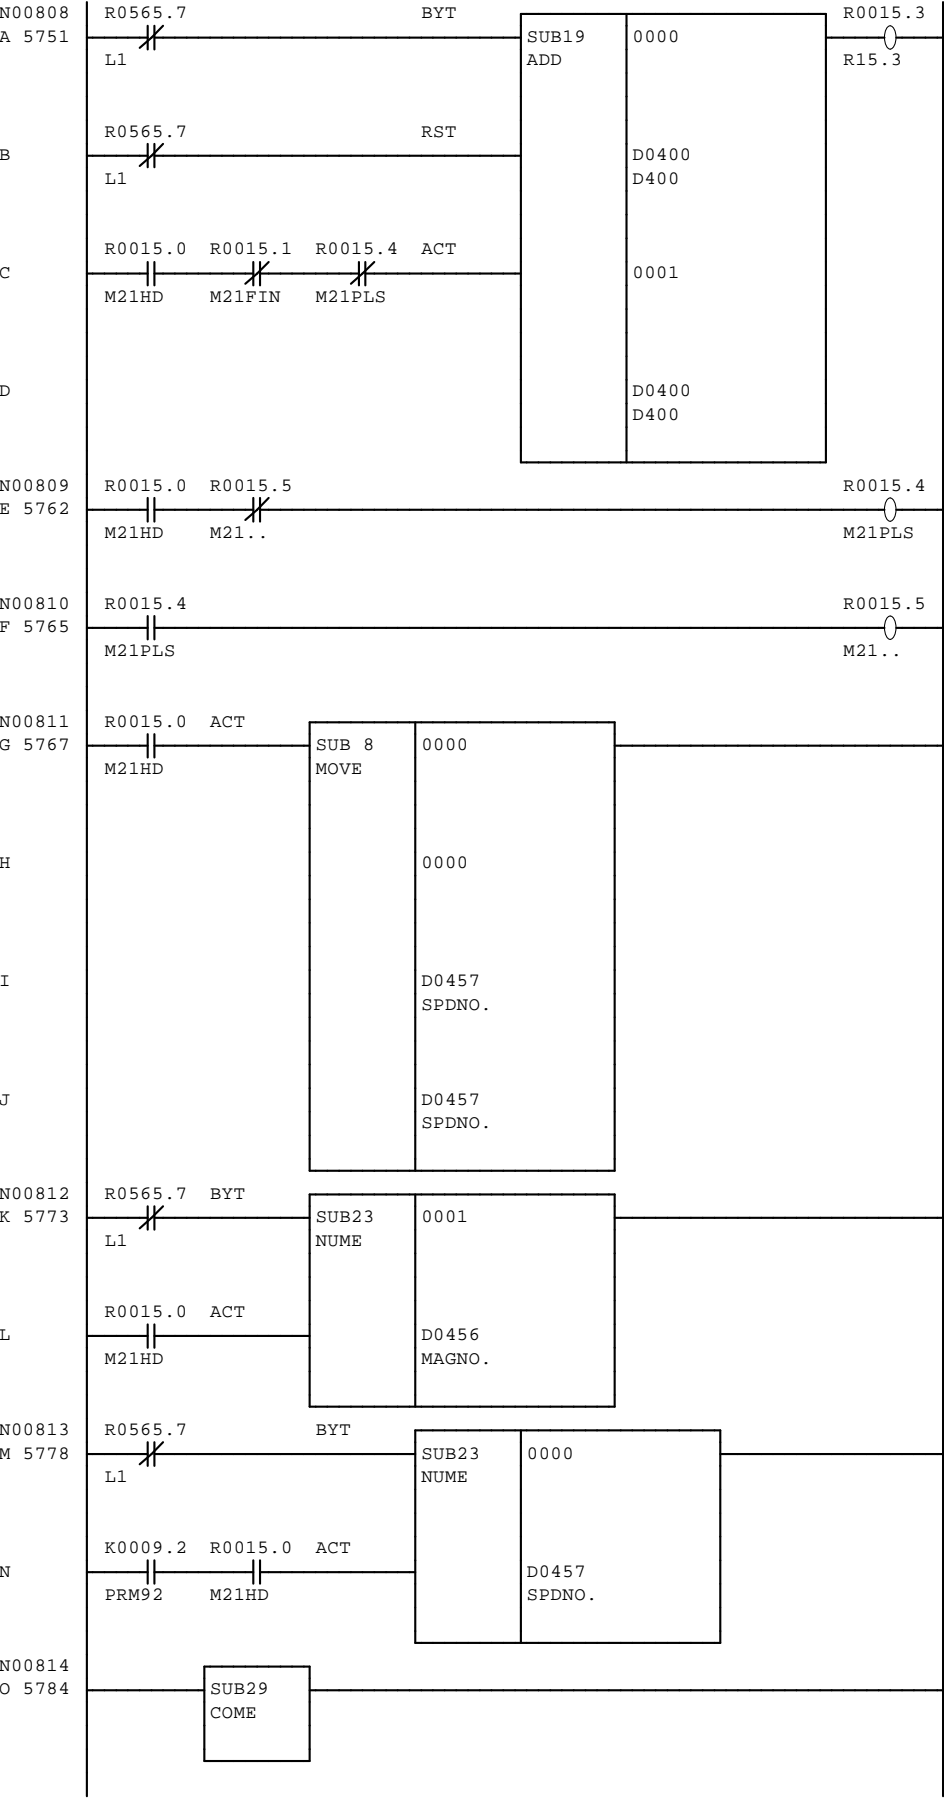 N00808 R0565.7 BYT R0015.3
A 5751 SUB19 0000
L1 ADD R15.3
R0565.7 RST
B D0400
L1 D400
R0015.0 R0015.1 R0015.4 ACT
C 0001
M21HD M21FIN M21PLS
D D0400
D400
N00809 R0015.0 R0015.5 R0015.4
E 5762
M21HD M21.. M21PLS
N00810 R0015.4 R0015.5
F 5765
M21PLS M21..
N00811 R0015.0 ACT
G 5767 SUB 8 0000
M21HD MOVE
H 0000
I D0457
SPDNO.
J D0457
SPDNO.
N00812 R0565.7 BYT
K 5773 SUB23 0001
L1 NUME
R0015.0 ACT
L D0456
M21HD MAGNO.
N00813 R0565.7 BYT
M 5778 SUB23 0000
L1 NUME
K0009.2 R0015.0 ACT
N D0457
PRM92 M21HD SPDNO.
N00814
O 5784 SUB29
COME